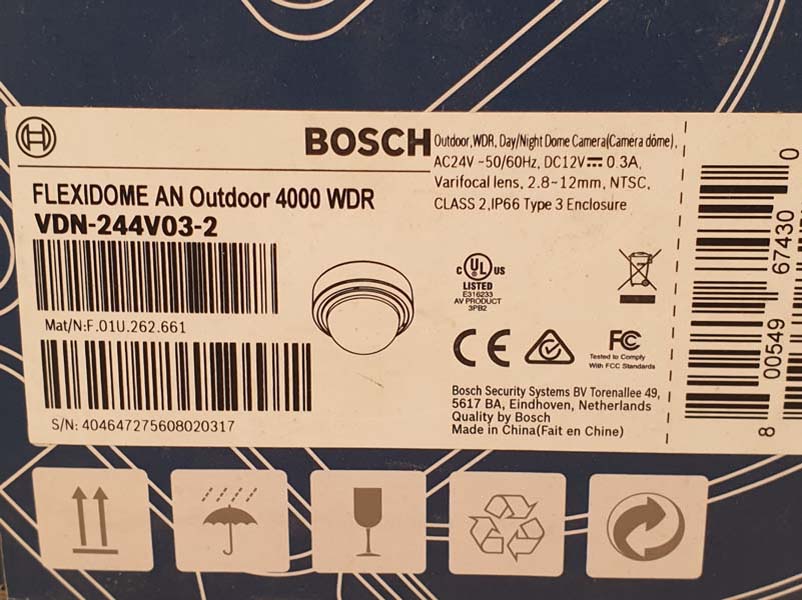 BOSCH
Outdoor,WDR, Day/Night Dome Camera(Camera dôme),
AC24V ~50/60Hz, DC12V 0.3A,
Varifocal lens, 2.8~12mm, NTSC,
CLASS 2,IP66 Type 3 Enclosure
FLEXIDOME AN Outdoor 4000 WDR
VDN-244V03-2
Mat/N:F.01U.262.661
S/N: 404647275608020317
C UL US
LISTED
E316233
AV PRODUCT
3PB2
CE
FC
Tested to Comply
With FCC Standards
Bosch Security Systems BV Torenallee 49,
5617 BA, Eindhoven, Netherlands
Quality by Bosch
Made in China(Fait en Chine)
8 00549 67430 0